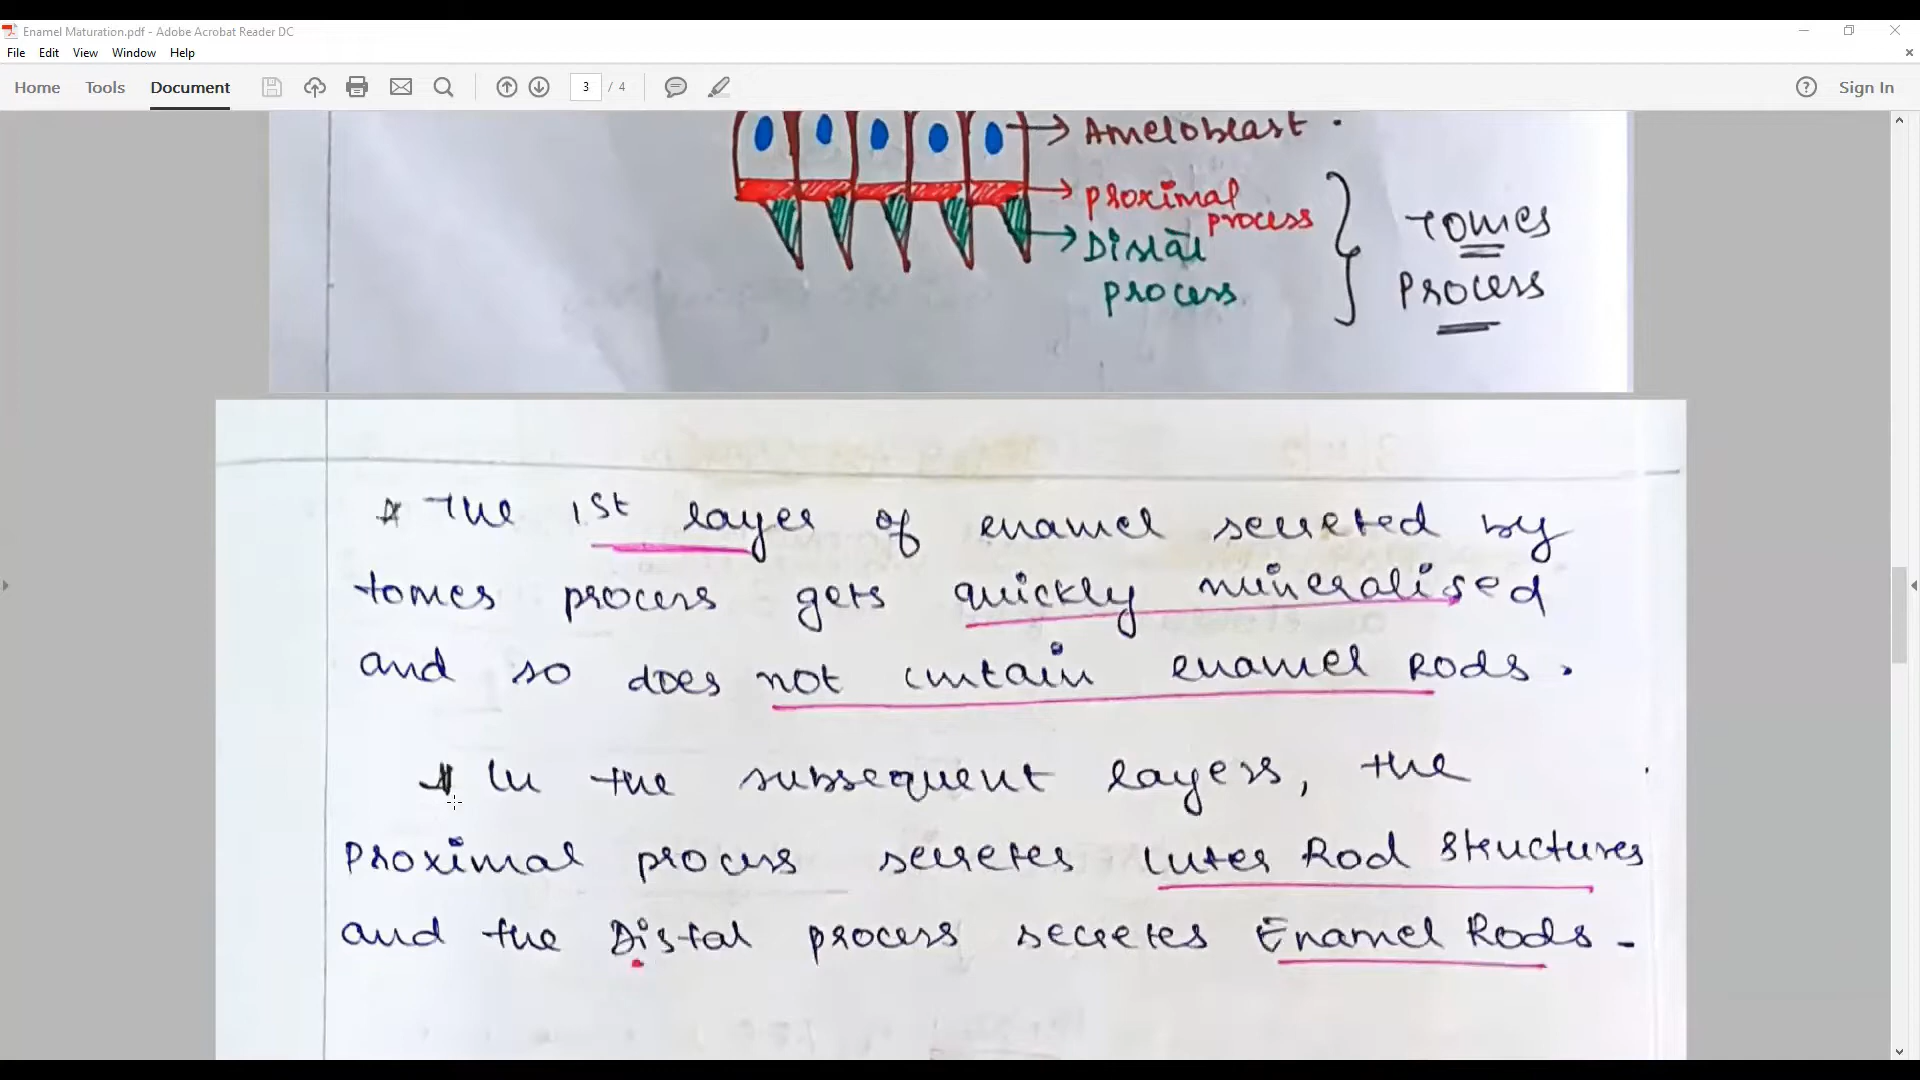 Enamel Maturation.pdf - Adobe Acrobat Reader DC
File Edit View Window Help
Home Tools Document 3 / 4 Sign In
Ameloblast.
Proximal process
Distal process
Tomes Process
The 1st layer of enamel secreted by
tomes process gets quickly mineralised
and so does not contain enamel Rods.
In the subsequent layers, the
Proximal process secretes Inter Rod Structures
and the Distal process secretes Enamel Rods-